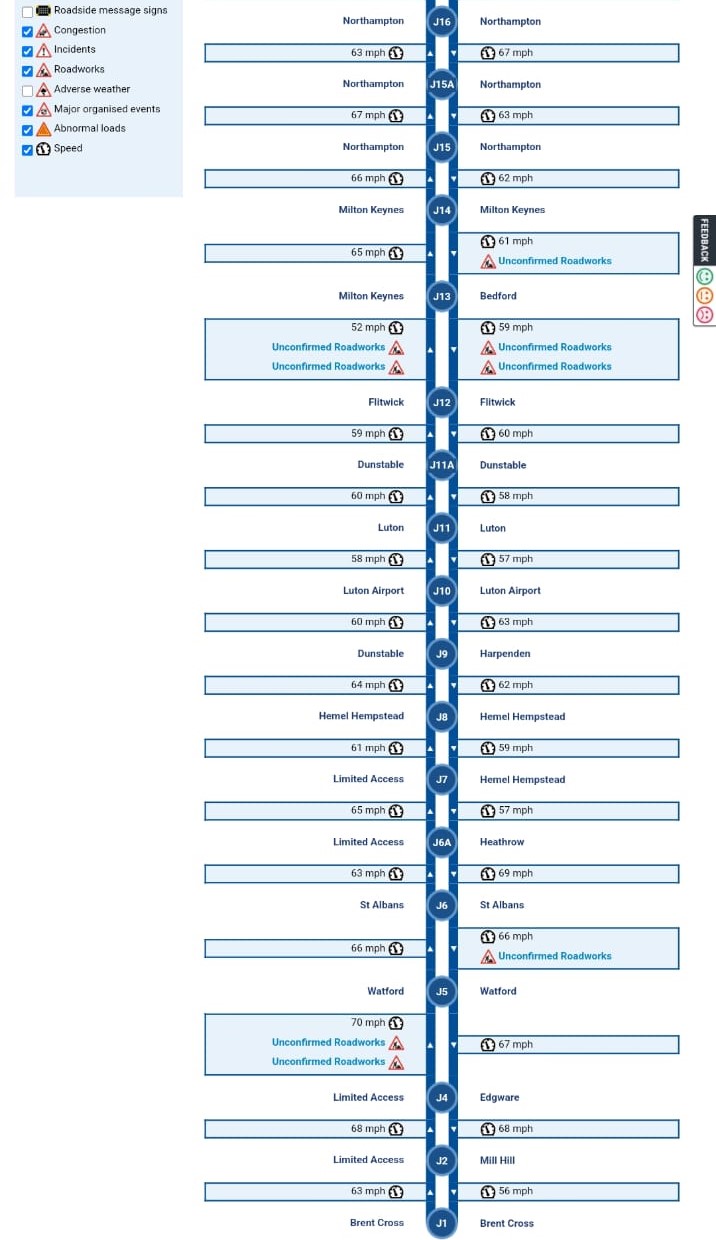 Roadside message signs
Congestion
Incidents
Roadworks
Adverse weather
Major organised events
Abnormal loads
Speed
FEEDBACK
Northampton J16 Northampton
63 mph 67 mph
Northampton J15A Northampton
67 mph 63 mph
Northampton J15 Northampton
66 mph 62 mph
Milton Keynes J14 Milton Keynes
61 mph
65 mph
Unconfirmed Roadworks
Milton Keynes J13 Bedford
52 mph 59 mph
Unconfirmed Roadworks Unconfirmed Roadworks
Unconfirmed Roadworks Unconfirmed Roadworks
Flitwick J12 Flitwick
59 mph 60 mph
Dunstable J11A Dunstable
60 mph 58 mph
Luton J11 Luton
58 mph 57 mph
Luton Airport J10 Luton Airport
60 mph 63 mph
Dunstable J9 Harpenden
64 mph 62 mph
Hemel Hempstead J8 Hemel Hempstead
61 mph 59 mph
Limited Access J7 Hemel Hempstead
65 mph 57 mph
Limited Access J6A Heathrow
63 mph 69 mph
St Albans J6 St Albans
66 mph
66 mph
Unconfirmed Roadworks
Watford J5 Watford
70 mph
Unconfirmed Roadworks 67 mph
Unconfirmed Roadworks
Limited Access J4 Edgware
68 mph 68 mph
Limited Access J2 Mill Hill
63 mph 56 mph
Brent Cross J1 Brent Cross